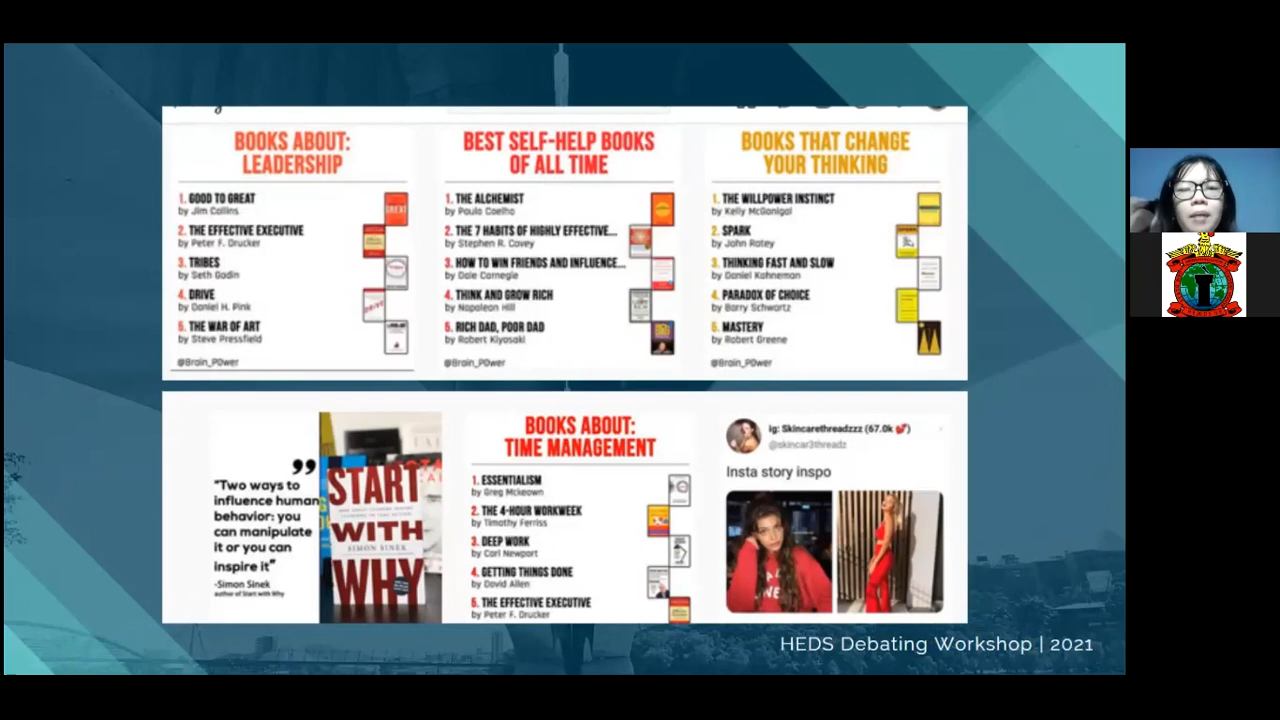 BOOKS ABOUT:
LEADERSHIP
1. GOOD TO GREAT
by Jim Collins
2. THE EFFECTIVE EXECUTIVE
by Peter F. Drucker
3. TRIBES
by Seth Godin
4. DRIVE
by Daniel H. Pink
5. THE WAR OF ART
by Steve Pressfield
@Brain_P0wer
BEST SELF-HELP BOOKS
OF ALL TIME
1. THE ALCHEMIST
by Paulo Coelho
2. THE 7 HABITS OF HIGHLY EFFECTIVE...
by Stephen R. Covey
3. HOW TO WIN FRIENDS AND INFLUENCE...
by Dale Carnegie
4. THINK AND GROW RICH
by Napoleon Hill
5. RICH DAD, POOR DAD
by Robert Kiyosaki
@Brain_P0wer
BOOKS THAT CHANGE
YOUR THINKING
1. THE WILLPOWER INSTINCT
by Kelly McGonigal
2. SPARK
by John Ratey
3. THINKING FAST AND SLOW
by Daniel Kahneman
4. PARADOX OF CHOICE
by Barry Schwartz
5. MASTERY
by Robert Greene
@Brain_P0wer
"Two ways to
influence human
behavior: you
can manipulate
it or you can
inspire it"
-Simon Sinek
author of Start with Why
START
WITH
SIMON SINEK
WHY
BOOKS ABOUT:
TIME MANAGEMENT
1. ESSENTIALISM
by Greg Mckeown
2. THE 4-HOUR WORKWEEK
by Timothy Ferriss
3. DEEP WORK
by Carl Newport
4. GETTING THINGS DONE
by David Allen
5. THE EFFECTIVE EXECUTIVE
by Peter F. Drucker
ig: Skincarethreadzzz (67.0k 💕)
@skincar3threadz
Insta story inspo
HEDS Debating Workshop | 2021